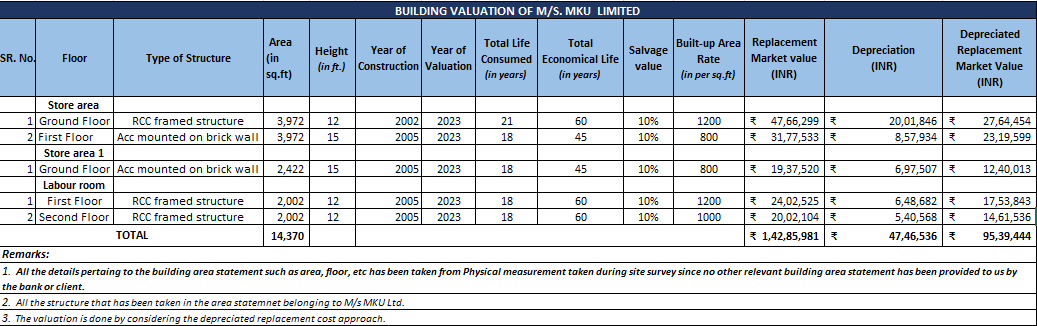 BUILDING VALUATION OF M/S. MKU LIMITED
SR. No. Floor Type of Structure Area (in sq.ft) Height (in ft.) Year of Construction Year of Valuation Total Life Consumed (in years) Total Economical Life (in years) Salvage value Built-up Area Rate (in per sq.ft) Replacement Market value (INR) Depreciation (INR) Depreciated Replacement Market Value (INR)
Store area
1 Ground Floor RCC framed structure 3,972 12 2002 2023 21 60 10% 1200 ₹ 47,66,299 ₹ 20,01,846 ₹ 27,64,454
2 First Floor Acc mounted on brick wall 3,972 15 2005 2023 18 45 10% 800 ₹ 31,77,533 ₹ 8,57,934 ₹ 23,19,599
Store area 1
1 Ground Floor Acc mounted on brick wall 2,422 15 2005 2023 18 45 10% 800 ₹ 19,37,520 ₹ 6,97,507 ₹ 12,40,013
Labour room
1 First Floor RCC framed structure 2,002 12 2005 2023 18 60 10% 1200 ₹ 24,02,525 ₹ 6,48,682 ₹ 17,53,843
2 Second Floor RCC framed structure 2,002 12 2005 2023 18 60 10% 1000 ₹ 20,02,104 ₹ 5,40,568 ₹ 14,61,536
TOTAL 14,370 ₹ 1,42,85,981 ₹ 47,46,536 ₹ 95,39,444
Remarks:
1. All the details pertaing to the building area statement such as area, floor, etc has been taken from Physical measurement taken during site survey since no other relevant building area statement has been provided to us by
the bank or client.
2. All the structure that has been taken in the area statemnet belonging to M/s MKU Ltd.
3. The valuation is done by considering the depreciated replacement cost approach.